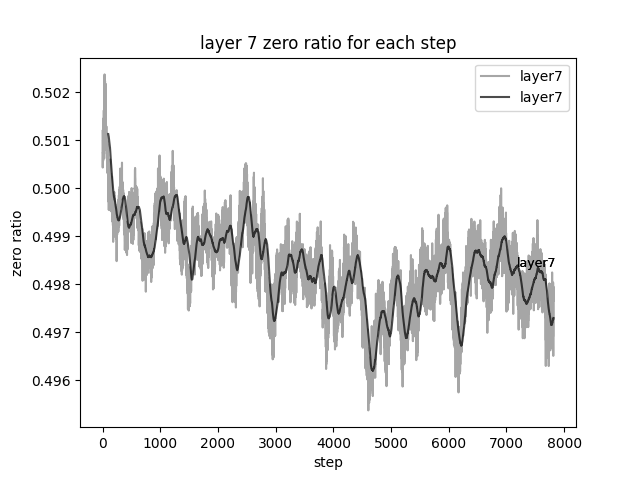 layer 7 zero ratio for each step
layer7
layer7
0.502
0.501
0.500
0.499
0.498
0.497
0.496
zero ratio
layer7
0 1000 2000 3000 4000 5000 6000 7000 8000
step